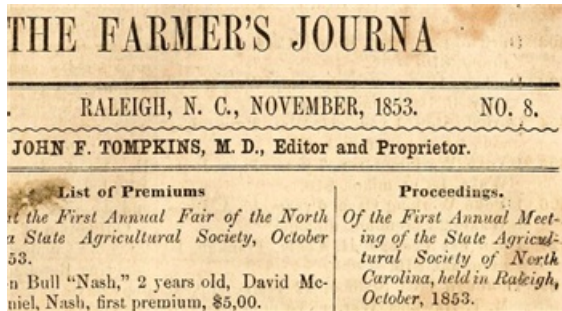 THE FARMER'S JOURNA
RALEIGH, N. C., NOVEMBER, 1853. NO. 8.
JOHN F. TOMPKINS, M. D., Editor and Proprietor.
List of Premiums
the First Annual Fair of the North
a State Agricultural Society, October
53.
n Bull "Nash," 2 years old, David Mc-
niel, Nash, first premium, $5,00.
Proceedings.
Of the First Annual Meet-
ing of the State Agricul-
tural Society of North
Carolina, held in Raleigh,
October, 1853.